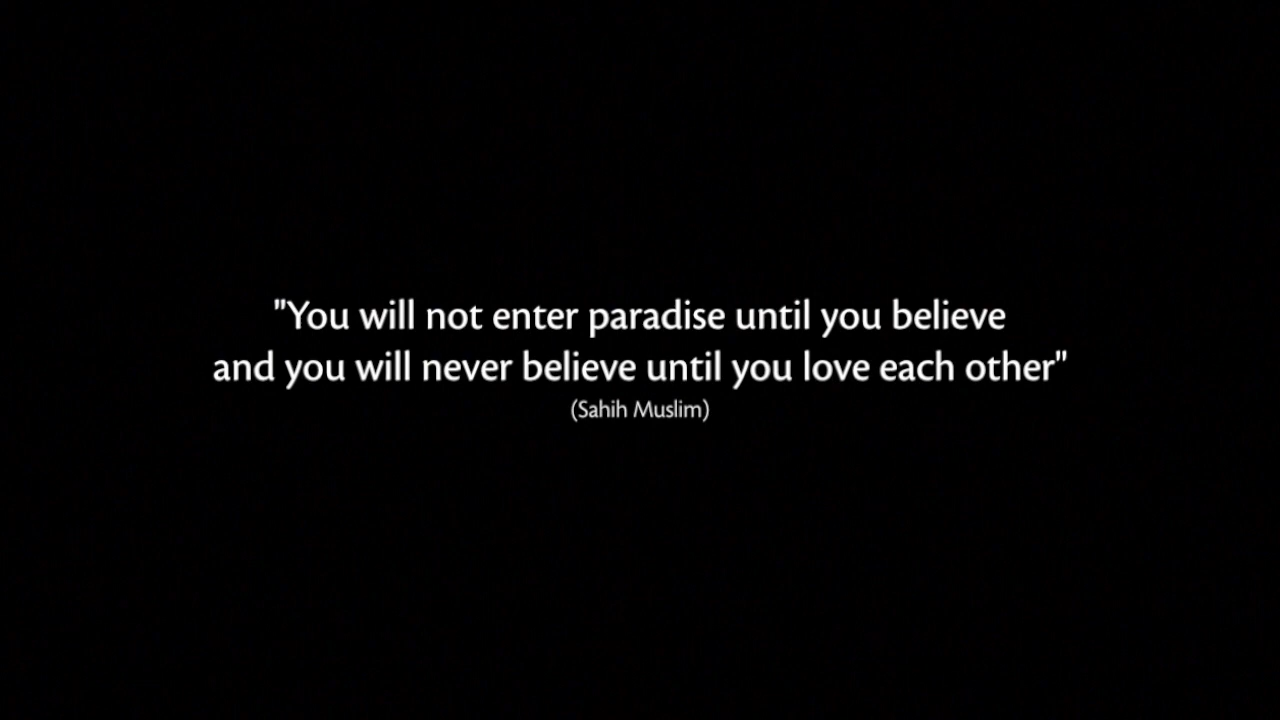 "You will not enter paradise until you believe
and you will never believe until you love each other"
(Sahih Muslim)